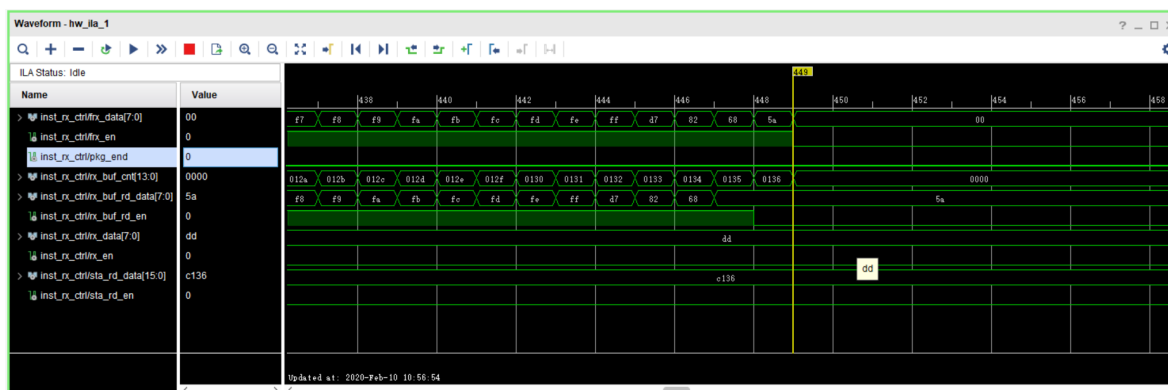 Waveform - hw_ila_1
? _ □
ILA Status: Idle
Name Value
449
438 440 442 444 446 448 450 452 454 456 458
inst_rx_ctrl/frx_data[7:0] 00 f7 f8 f9 fa fb fc fd fe ff d7 82 68 5a 00
inst_rx_ctrl/frx_en 0
inst_rx_ctrl/pkg_end 0
inst_rx_ctrl/rx_buf_cnt[13:0] 0000 012a 012b 012c 012d 012e 012f 0130 0131 0132 0133 0134 0135 0136 0000
inst_rx_ctrl/rx_buf_rd_data[7:0] 5a f8 f9 fa fb fc fd fe ff d7 82 68 5a
inst_rx_ctrl/rx_buf_rd_en 0
inst_rx_ctrl/rx_data[7:0] dd dd
inst_rx_ctrl/rx_en 0
dd
inst_rx_ctrl/sta_rd_data[15:0] c136 c136
inst_rx_ctrl/sta_rd_en 0
Updated at: 2020-Feb-10 10:56:54